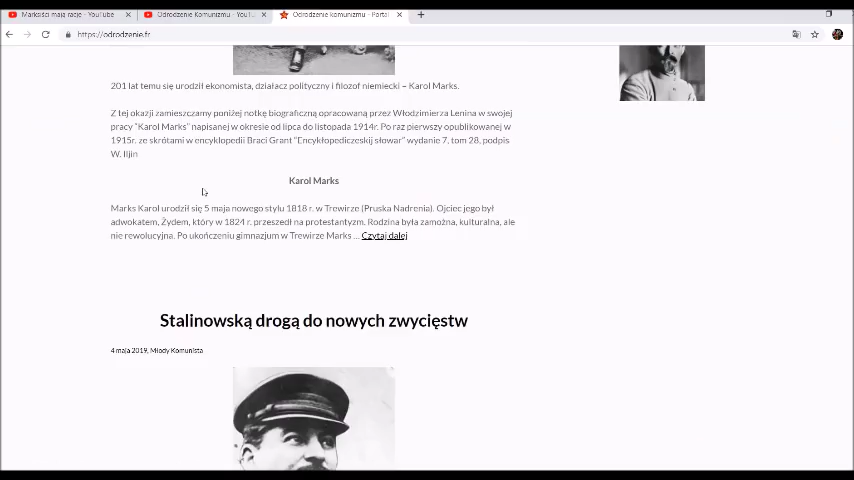 Marksiści mają rację - YouTube
Odrodzenie Komunizmu - YouT
Odrodzenie komunizmu – Portal
https://odrodzenie.fr
201 lat temu się urodził ekonomista, działacz polityczny i filozof niemiecki – Karol Marks.
Z tej okazji zamieszczamy poniżej notkę biograficzną opracowaną przez Włodzimierza Lenina w swojej
pracy "Karol Marks" napisanej w okresie od lipca do listopada 1914r. Po raz pierwszy opublikowanej w
1915r. ze skrótami w encyklopedii Braci Grant "Encykłopediczeskij słowar" wydanie 7, tom 28, podpis
W. Iljin
Karol Marks
Marks Karol urodził się 5 maja nowego stylu 1818 r. w Trewirze (Pruska Nadrenia). Ojciec jego był
adwokatem, Żydem, który w 1824 r. przeszedł na protestantyzm. Rodzina była zamożna, kulturalna, ale
nie rewolucyjna. Po ukończeniu gimnazjum w Trewirze Marks ... Czytaj dalej
Stalinowską drogą do nowych zwycięstw
4 maja 2019, Młody Komunista